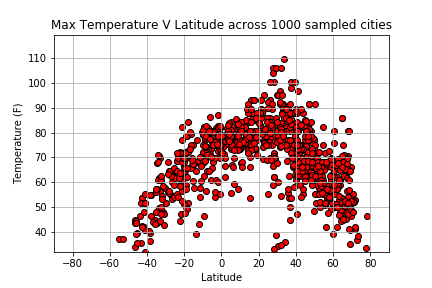 Max Temperature V Latitude across 1000 sampled cities
110
100
90
80
70
60
50
40
Temperature (F)
−80 −60 −40 −20 0 20 40 60 80
Latitude